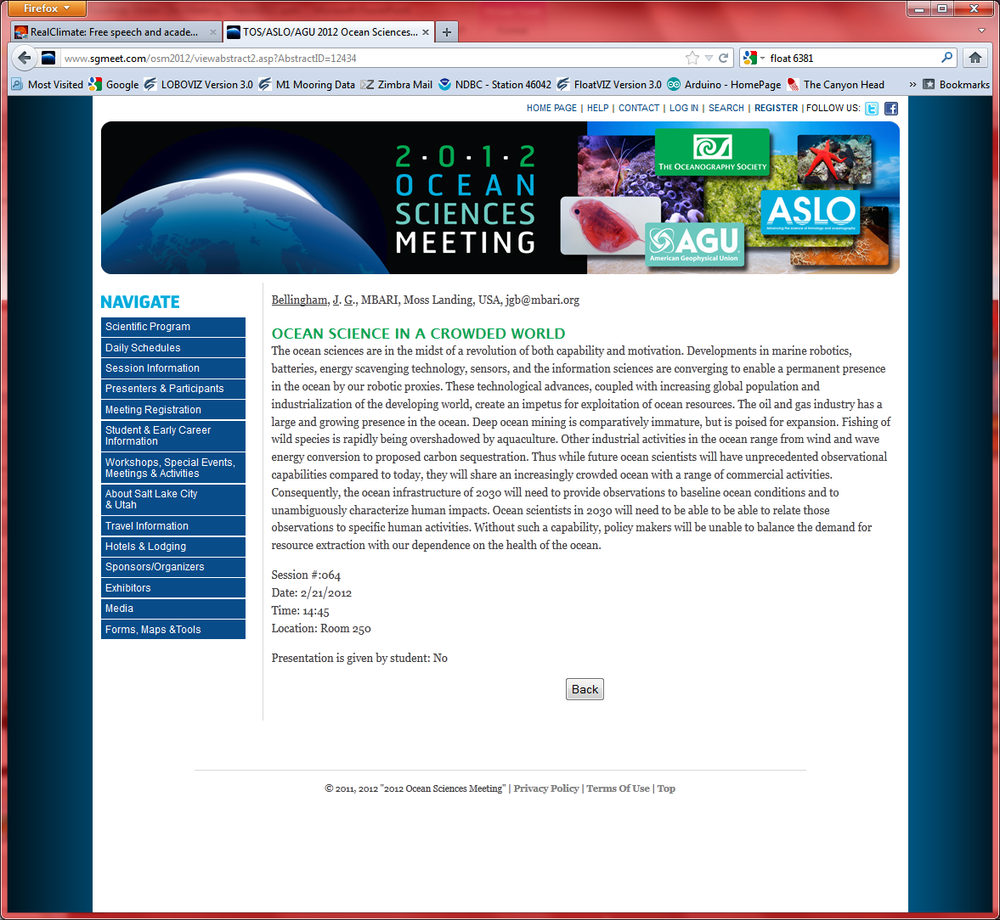 Firefox
RealClimate: Free speech and acade...
TOS/ASLO/AGU 2012 Ocean Sciences...
www.sgmeet.com/osm2012/viewabstract2.asp?AbstractID=12434
float 6381
Most Visited Google LOBOVIZ Version 3.0 M1 Mooring Data Zimbra Mail NDBC - Station 46042 FloatVIZ Version 3.0 Arduino - HomePage The Canyon Head » Bookmarks
HOME PAGE | HELP | CONTACT | LOG IN | SEARCH | REGISTER | FOLLOW US:
2·0·1·2
OCEAN
SCIENCES
MEETING
THE OCEANOGRAPHY SOCIETY
ASLO
Advancing the science of limnology and oceanography
AGU
American Geophysical Union
NAVIGATE
Scientific Program
Daily Schedules
Session Information
Presenters & Participants
Meeting Registration
Student & Early Career
Information
Workshops, Special Events,
Meetings & Activities
About Salt Lake City
& Utah
Travel Information
Hotels & Lodging
Sponsors/Organizers
Exhibitors
Media
Forms, Maps &Tools
Bellingham, J. G., MBARI, Moss Landing, USA, jgb@mbari.org
OCEAN SCIENCE IN A CROWDED WORLD
The ocean sciences are in the midst of a revolution of both capability and motivation. Developments in marine robotics,
batteries, energy scavenging technology, sensors, and the information sciences are converging to enable a permanent presence
in the ocean by our robotic proxies. These technological advances, coupled with increasing global population and
industrialization of the developing world, create an impetus for exploitation of ocean resources. The oil and gas industry has a
large and growing presence in the ocean. Deep ocean mining is comparatively immature, but is poised for expansion. Fishing of
wild species is rapidly being overshadowed by aquaculture. Other industrial activities in the ocean range from wind and wave
energy conversion to proposed carbon sequestration. Thus while future ocean scientists will have unprecedented observational
capabilities compared to today, they will share an increasingly crowded ocean with a range of commercial activities.
Consequently, the ocean infrastructure of 2030 will need to provide observations to baseline ocean conditions and to
unambiguously characterize human impacts. Ocean scientists in 2030 will need to be able to be able to relate those
observations to specific human activities. Without such a capability, policy makers will be unable to balance the demand for
resource extraction with our dependence on the health of the ocean.
Session #:064
Date: 2/21/2012
Time: 14:45
Location: Room 250
Presentation is given by student: No
Back
© 2011, 2012 "2012 Ocean Sciences Meeting" | Privacy Policy | Terms Of Use | Top